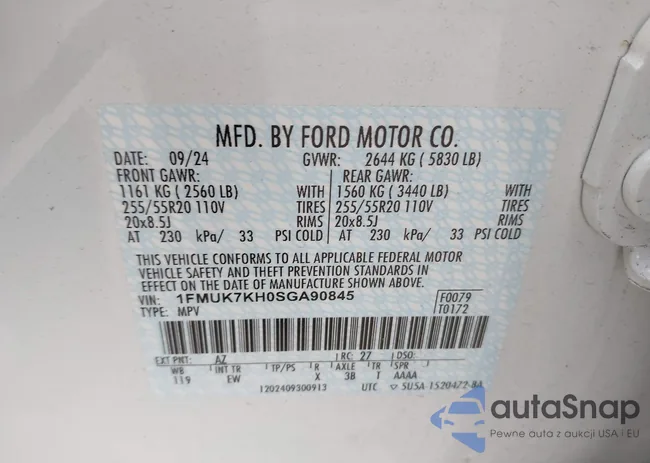 MFD. BY FORD MOTOR CO.
DATE: 09/24 GVWR: 2644 KG ( 5830 LB)
FRONT GAWR: REAR GAWR:
1161 KG ( 2560 LB) WITH 1560 KG ( 3440 LB) WITH
255/55R20 110V TIRES 255/55R20 110V TIRES
20x8.5J RIMS 20x8.5J RIMS
AT 230 kPa/ 33 PSI COLD AT 230 kPa/ 33 PSI COLD
THIS VEHICLE CONFORMS TO ALL APPLICABLE FEDERAL MOTOR
VEHICLE SAFETY AND THEFT PREVENTION STANDARDS IN
EFFECT ON THE DATE OF MANUFACTURE SHOWN ABOVE.
VIN: 1FMUK7KH0SGA90845 F0079
TYPE: MPV T0172
EXT PNT: AZ RC: 27 DSO:
WB INT TR TP/PS R AXLE TR SPR
119 EW X 3B T AAAA
1202409300913 UTC 5U5A-1520472-BA
autaSnap
Pewne auta z aukcji USA i EU